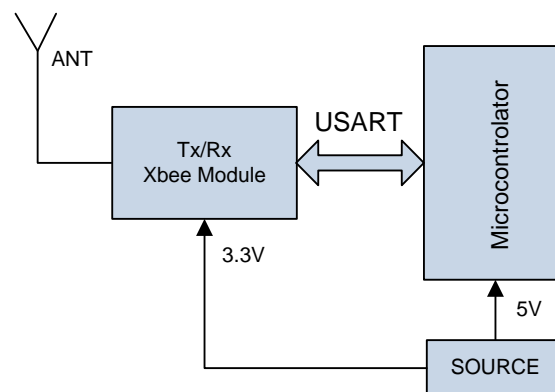 ANT
USART
Tx/Rx
Xbee Module
Microcontrolator
3.3V
5V
SOURCE